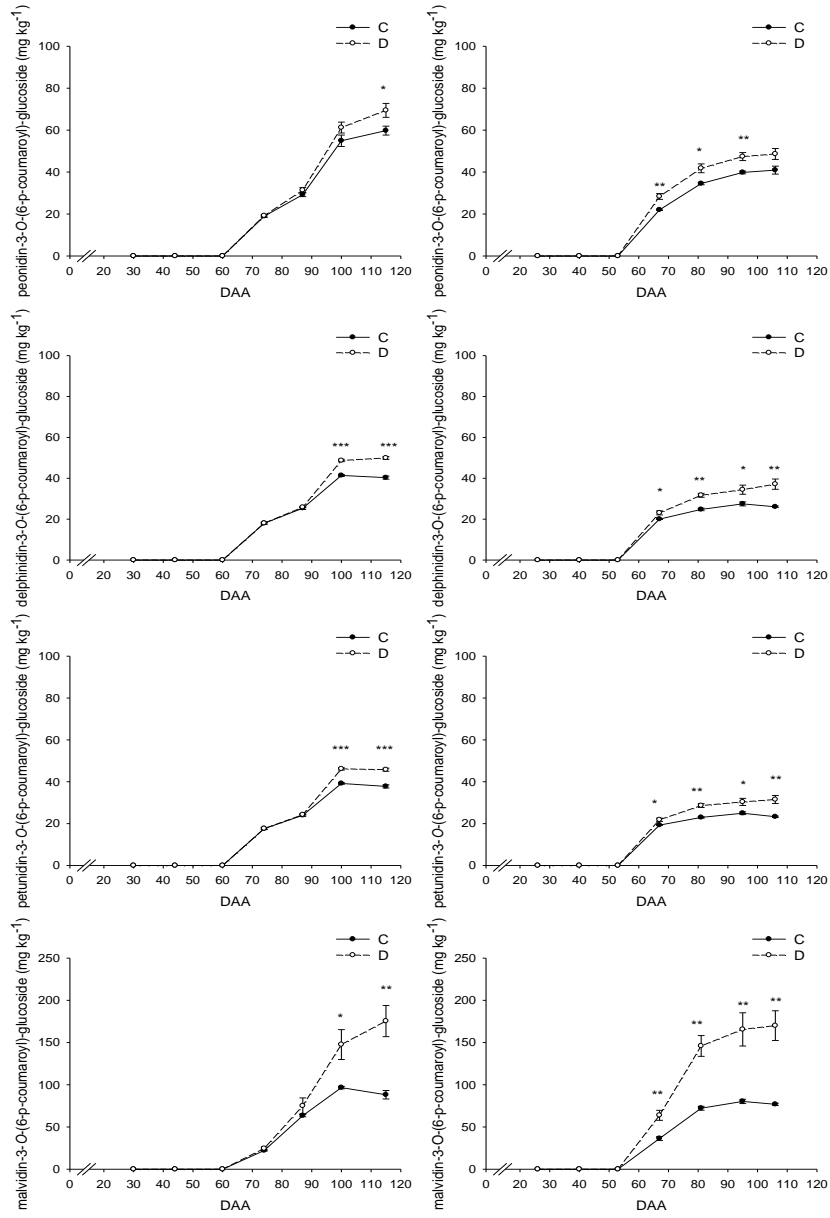 peonidin-3-O-(6-p-coumaroyl)-glucoside (mg kg⁻¹)
C
D
100
80
60
40
20
0
*
0 20 30 40 50 60 70 80 90 100 110 120
DAA
peonidin-3-O-(6-p-coumaroyl)-glucoside (mg kg⁻¹)
C
D
100
80
60
40
20
0
** * **
0 20 30 40 50 60 70 80 90 100 110 120
DAA
delphinidin-3-O-(6-p-coumaroyl)-glucoside (mg kg⁻¹)
C
D
100
80
60
40
20
0
*** ***
0 20 30 40 50 60 70 80 90 100 110 120
DAA
delphinidin-3-O-(6-p-coumaroyl)-glucoside (mg kg⁻¹)
C
D
100
80
60
40
20
0
* ** * **
0 20 30 40 50 60 70 80 90 100 110 120
DAA
petunidin-3-O-(6-p-coumaroyl)-glucoside (mg kg⁻¹)
C
D
100
80
60
40
20
0
*** ***
0 20 30 40 50 60 70 80 90 100 110 120
DAA
petunidin-3-O-(6-p-coumaroyl)-glucoside (mg kg⁻¹)
C
D
100
80
60
40
20
0
* ** * **
0 20 30 40 50 60 70 80 90 100 110 120
DAA
malvidin-3-O-(6-p-coumaroyl)-glucoside (mg kg⁻¹)
C
D
250
200
150
100
50
0
* **
0 20 30 40 50 60 70 80 90 100 110 120
DAA
malvidin-3-O-(6-p-coumaroyl)-glucoside (mg kg⁻¹)
C
D
250
200
150
100
50
0
** ** ** **
0 20 30 40 50 60 70 80 90 100 110 120
DAA